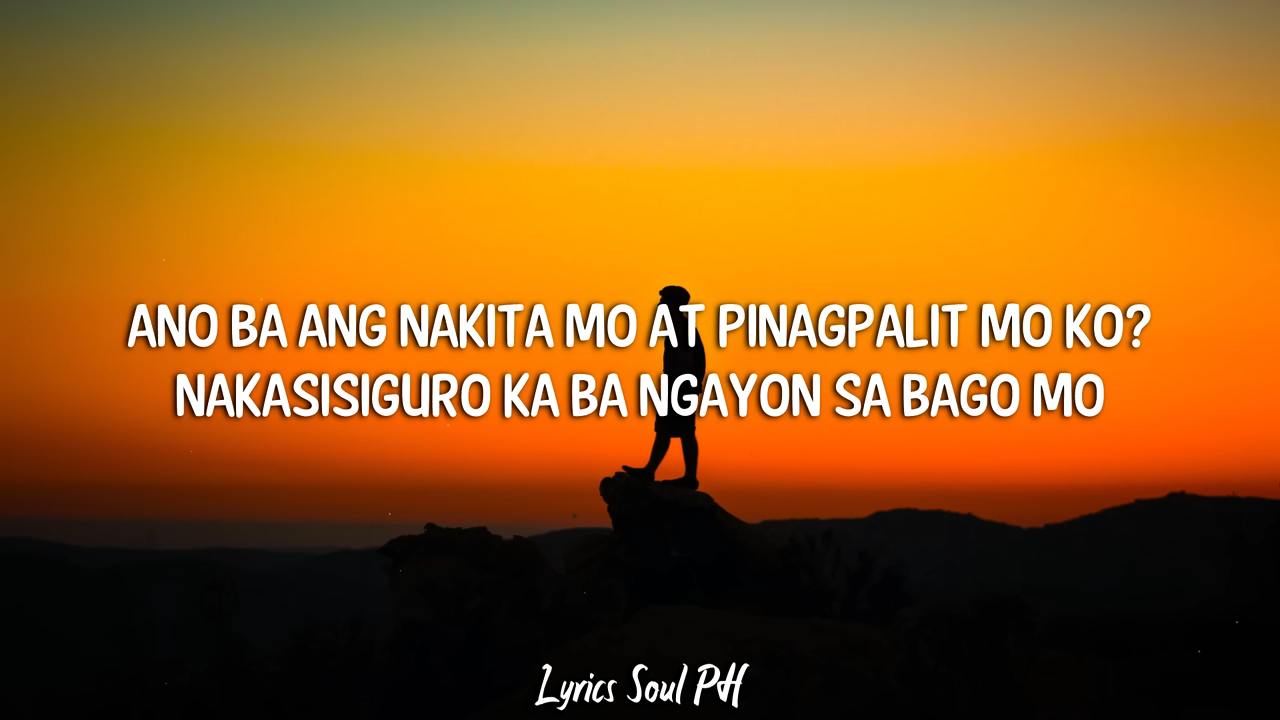 ANO BA ANG NAKITA MO AT PINAGPALIT MO KO?
NAKASISIGURO KA BA NGAYON SA BAGO MO
Lyrics Soul PH